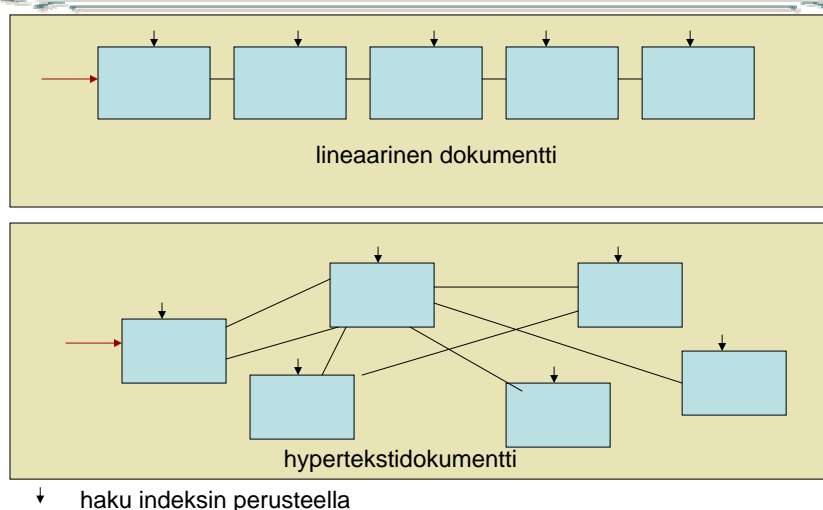 lineaarinen dokumentti
hypertekstidokumentti
haku indeksin perusteella